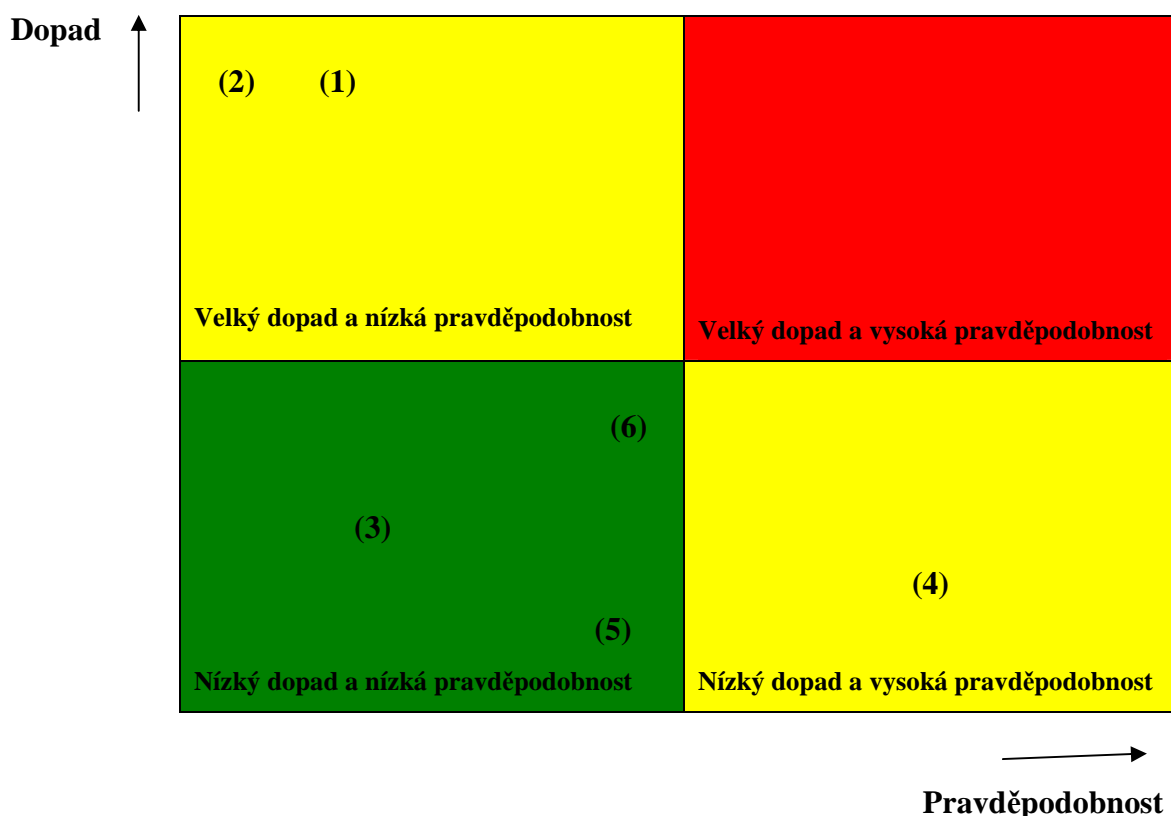 Dopad
(2) (1)
Velký dopad a nízká pravděpodobnost
Velký dopad a vysoká pravděpodobnost
(6)
(3)
(4)
(5)
Nízký dopad a nízká pravděpodobnost
Nízký dopad a vysoká pravděpodobnost
Pravděpodobnost